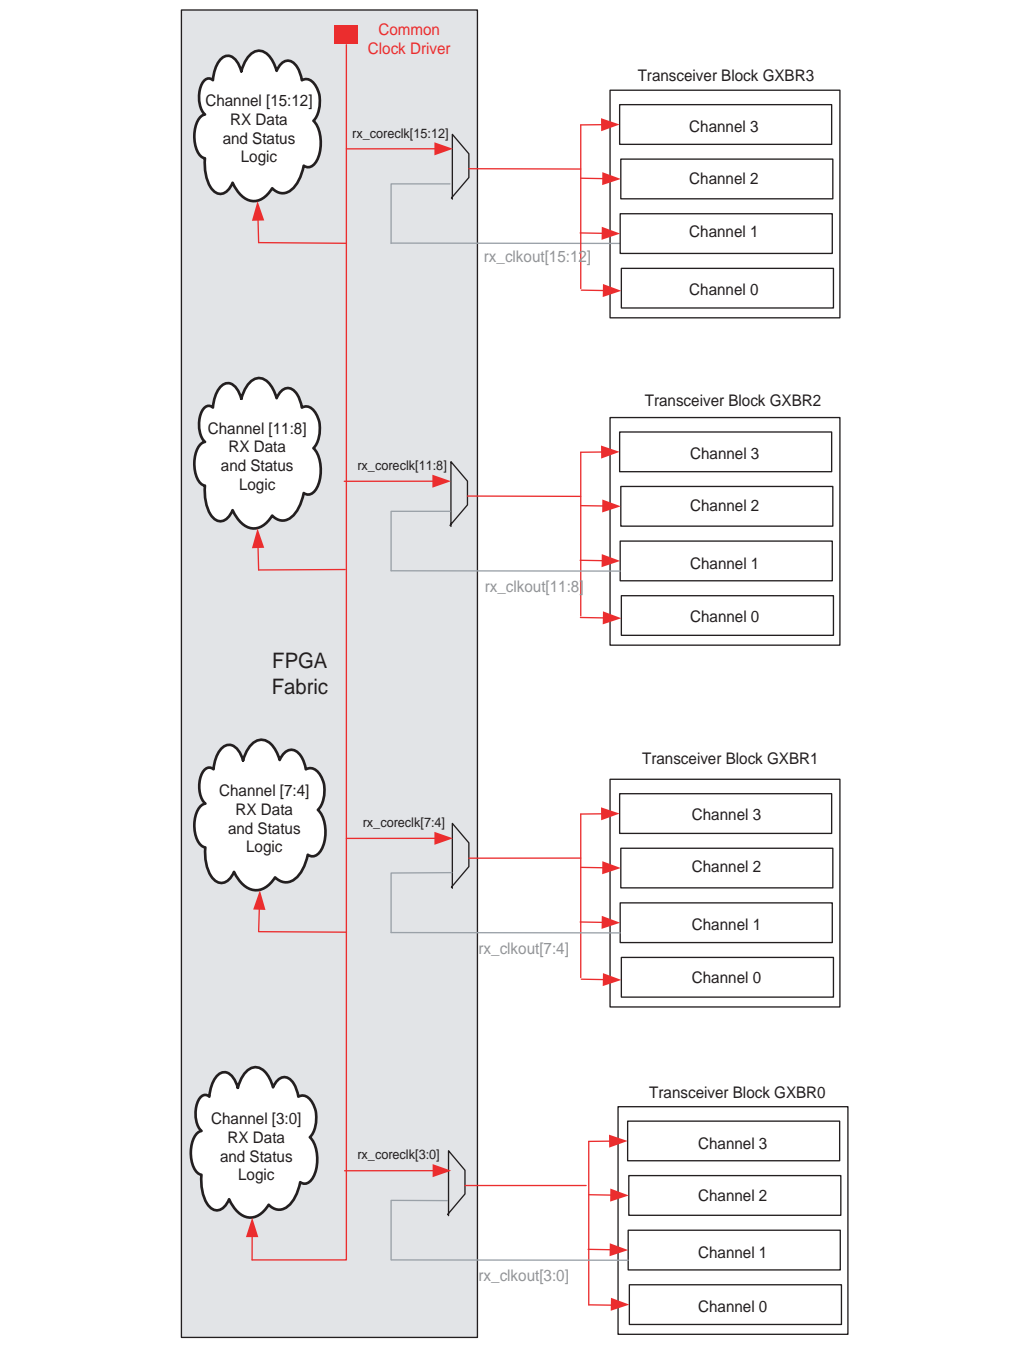 Common
Clock Driver
Transceiver Block GXBR3
Channel [15:12]
RX Data
and Status
Logic
rx_coreclk[15:12]
Channel 3
Channel 2
Channel 1
rx_clkout[15:12]
Channel 0
Transceiver Block GXBR2
Channel [11:8]
RX Data
and Status
Logic
rx_coreclk[11:8]
Channel 3
Channel 2
Channel 1
rx_clkout[11:8]
Channel 0
FPGA
Fabric
Transceiver Block GXBR1
Channel [7:4]
RX Data
and Status
Logic
rx_coreclk[7:4]
Channel 3
Channel 2
Channel 1
rx_clkout[7:4]
Channel 0
Transceiver Block GXBR0
Channel [3:0]
RX Data
and Status
Logic
rx_coreclk[3:0]
Channel 3
Channel 2
Channel 1
rx_clkout[3:0]
Channel 0